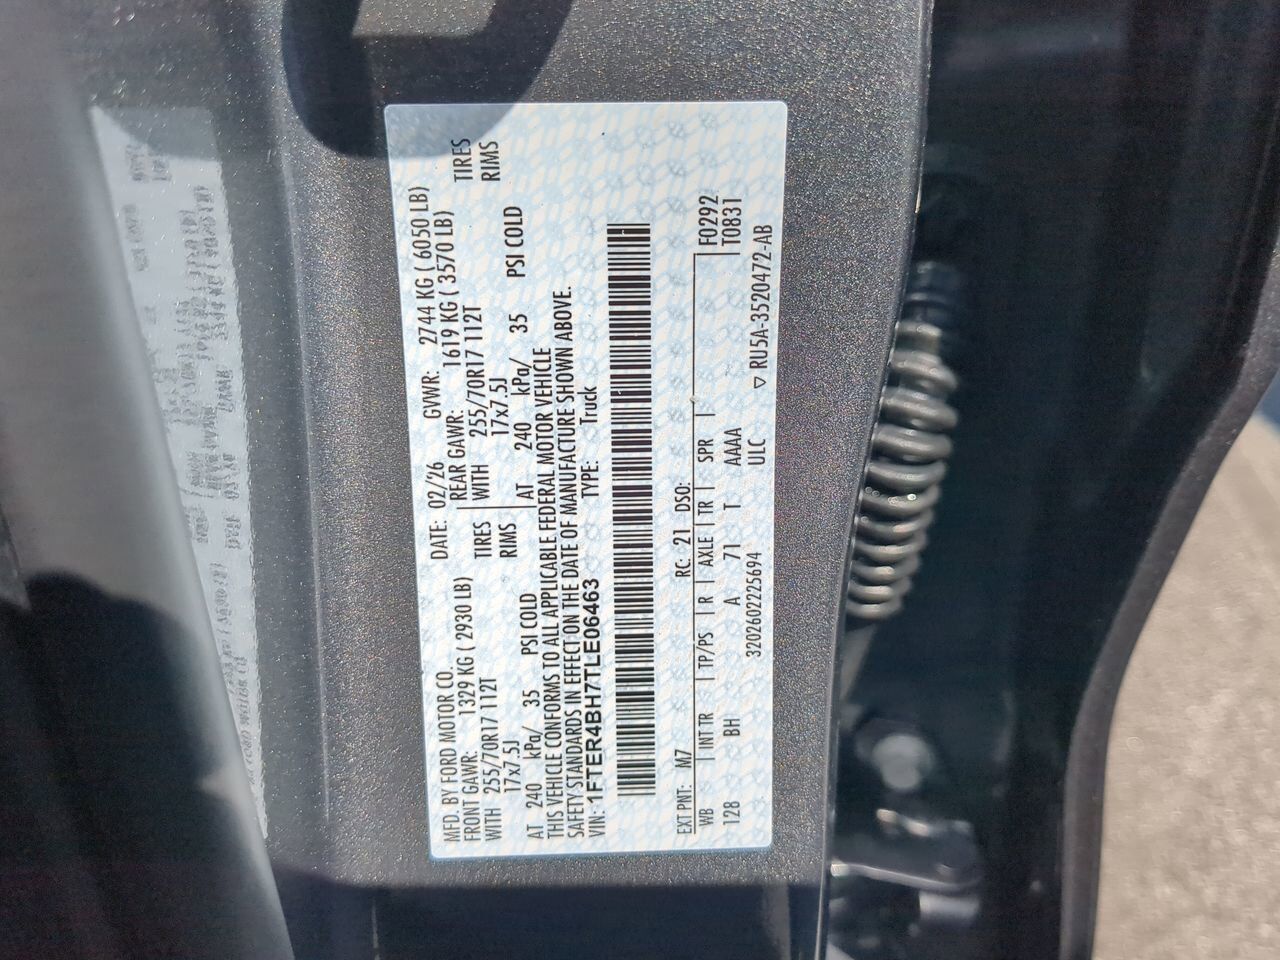 MFD. BY FORD MOTOR CO. DATE: 02/26 GVWR: 2744 KG ( 6050 LB)
FRONT GAWR: 1329 KG ( 2930 LB) REAR GAWR: 1619 KG ( 3570 LB)
WITH 255/70R17 112T TIRES WITH 255/70R17 112T TIRES
17x7.5J RIMS 17x7.5J RIMS
AT 240 kPa/ 35 PSI COLD AT 240 kPa/ 35 PSI COLD
THIS VEHICLE CONFORMS TO ALL APPLICABLE FEDERAL MOTOR VEHICLE
SAFETY STANDARDS IN EFFECT ON THE DATE OF MANUFACTURE SHOWN ABOVE.
VIN: 1FTER4BH7TLE06463 TYPE: Truck
EXT PNT: M7 RC: 21 DSO: F0292
WB INT TR TP/PS R AXLE TR SPR T0831
128 BH A 71 T AAAA
320260225694 ULC ▽ RU5A-3520472-AB